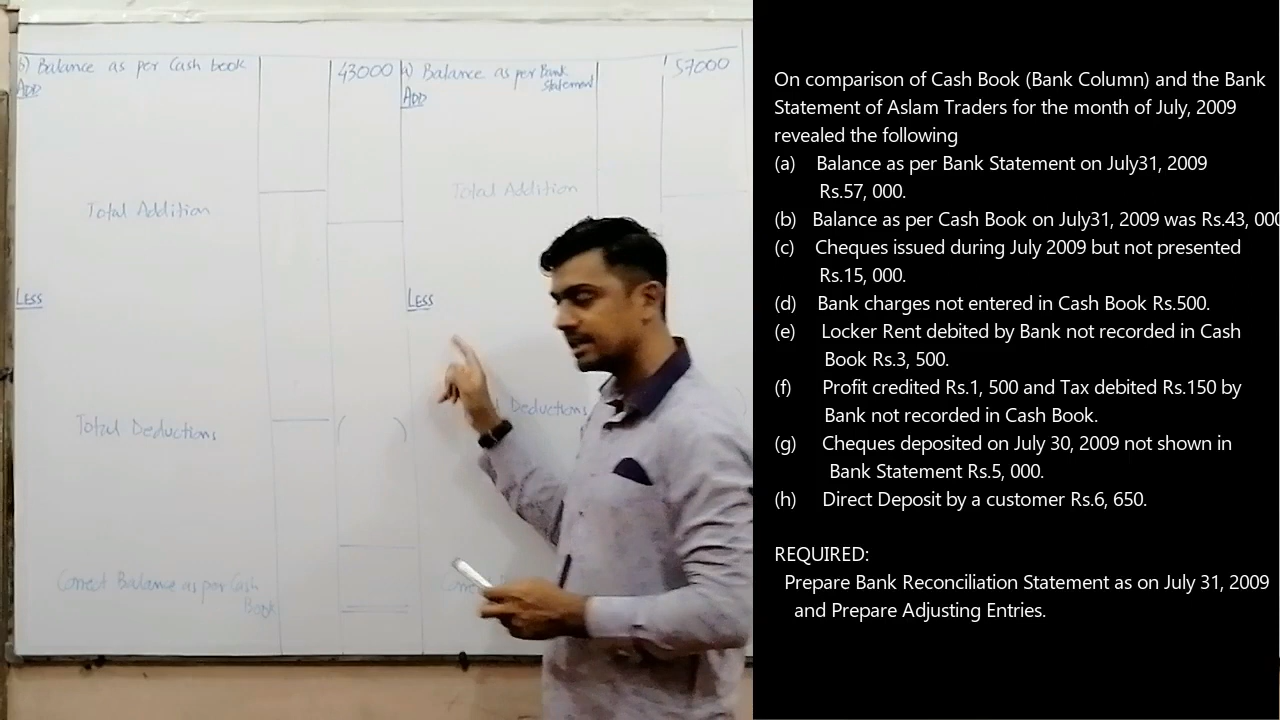 b) Balance as per Cash book 43000
ADD
Total Addition
LESS
Total Deductions ( )
Correct Balance as per Cash
Book
a) Balance as per Bank 57000
Statement
ADD
Total Addition
LESS
Deductions
On comparison of Cash Book (Bank Column) and the Bank
Statement of Aslam Traders for the month of July, 2009
revealed the following
(a) Balance as per Bank Statement on July31, 2009
Rs.57, 000.
(b) Balance as per Cash Book on July31, 2009 was Rs.43, 000
(c) Cheques issued during July 2009 but not presented
Rs.15, 000.
(d) Bank charges not entered in Cash Book Rs.500.
(e) Locker Rent debited by Bank not recorded in Cash
Book Rs.3, 500.
(f) Profit credited Rs.1, 500 and Tax debited Rs.150 by
Bank not recorded in Cash Book.
(g) Cheques deposited on July 30, 2009 not shown in
Bank Statement Rs.5, 000.
(h) Direct Deposit by a customer Rs.6, 650.
REQUIRED:
Prepare Bank Reconciliation Statement as on July 31, 2009
and Prepare Adjusting Entries.